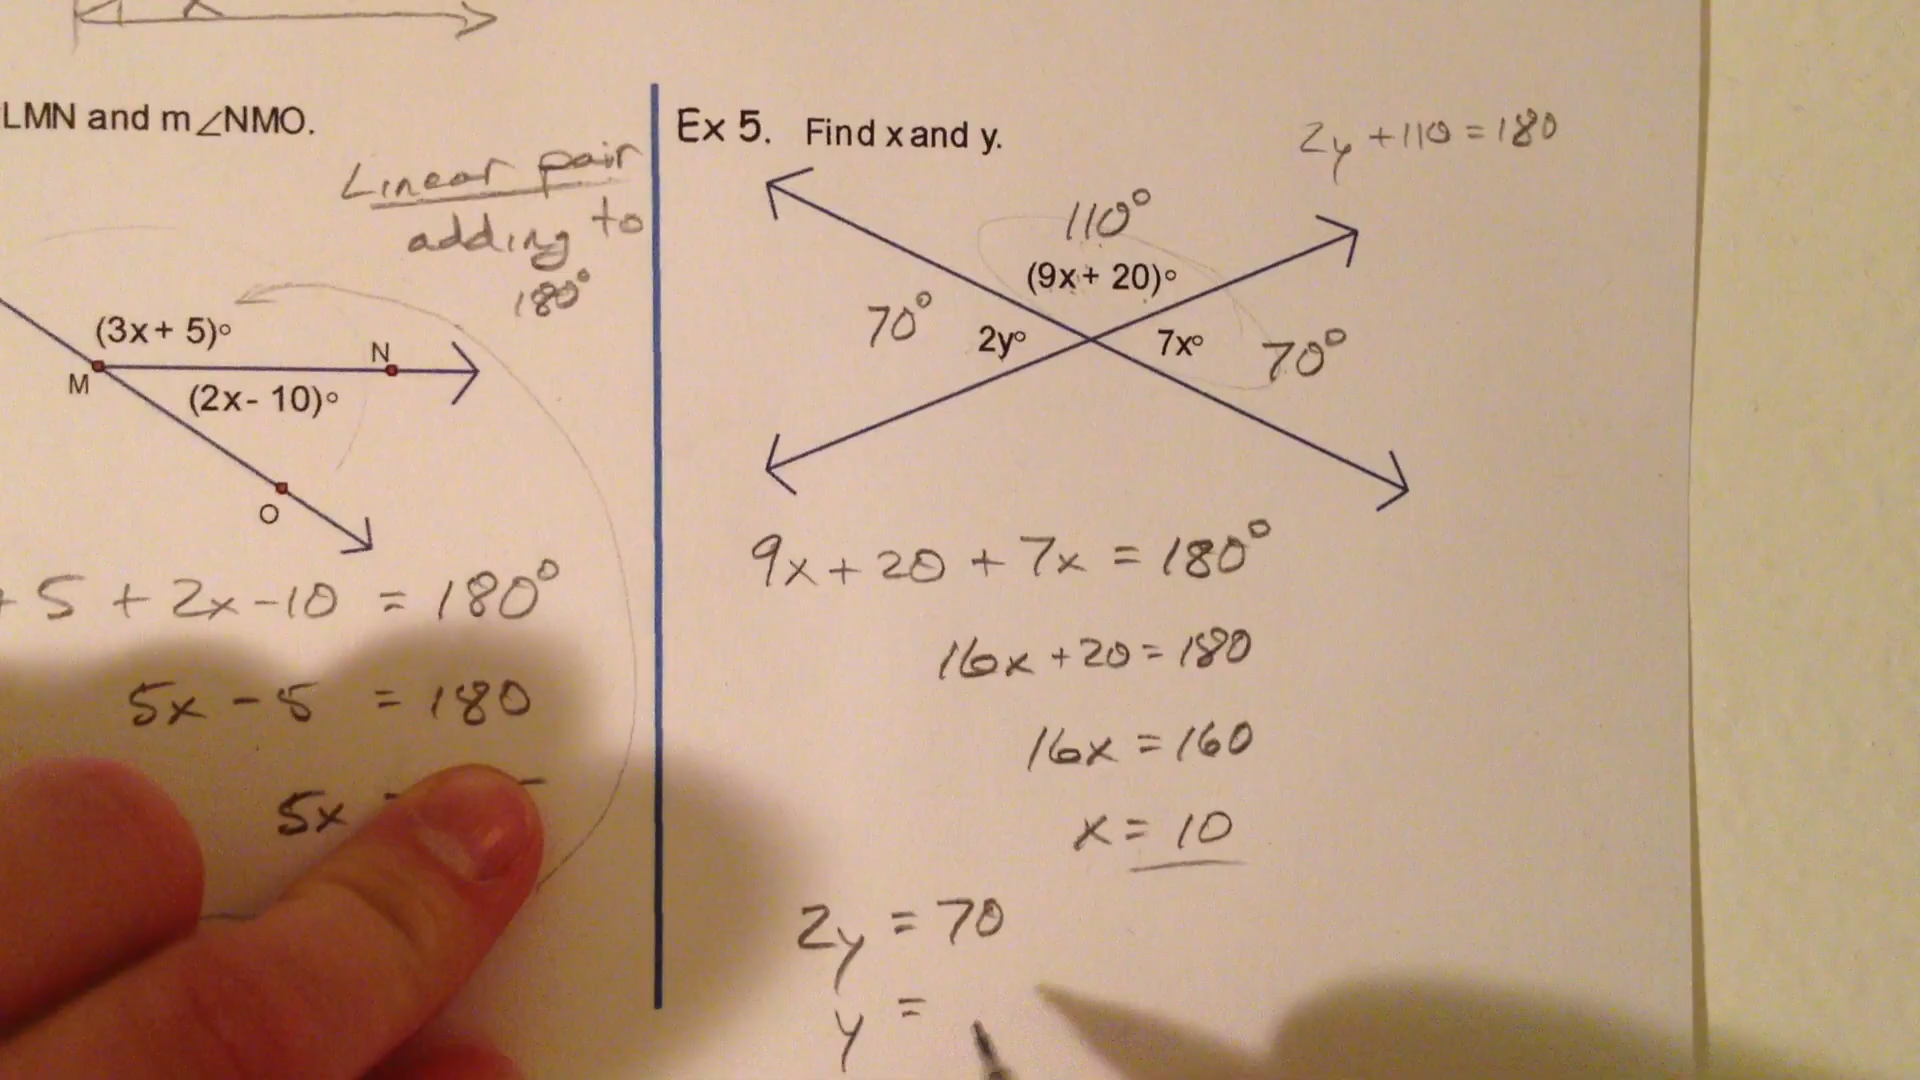 LMN and m∠NMO.
Linear pair
adding to
180°
(3x + 5)°
M
N
(2x - 10)°
O
+ 5 + 2x - 10 = 180°
5x - 5 = 180
5x
Ex 5. Find x and y.
2y + 110 = 180
110°
(9x + 20)°
70°
2y°
7x°
70°
9x + 20 + 7x = 180°
16x + 20 = 180
16x = 160
x = 10
2y = 70
y =